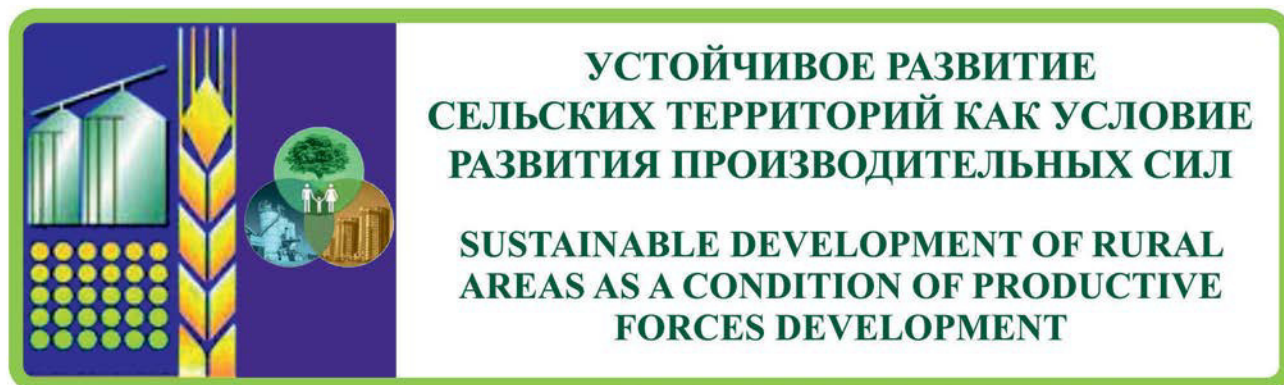 УСТОЙЧИВОЕ РАЗВИТИЕ
СЕЛЬСКИХ ТЕРРИТОРИЙ КАК УСЛОВИЕ
РАЗВИТИЯ ПРОИЗВОДИТЕЛЬНЫХ СИЛ
SUSTAINABLE DEVELOPMENT OF RURAL
AREAS AS A CONDITION OF PRODUCTIVE
FORCES DEVELOPMENT